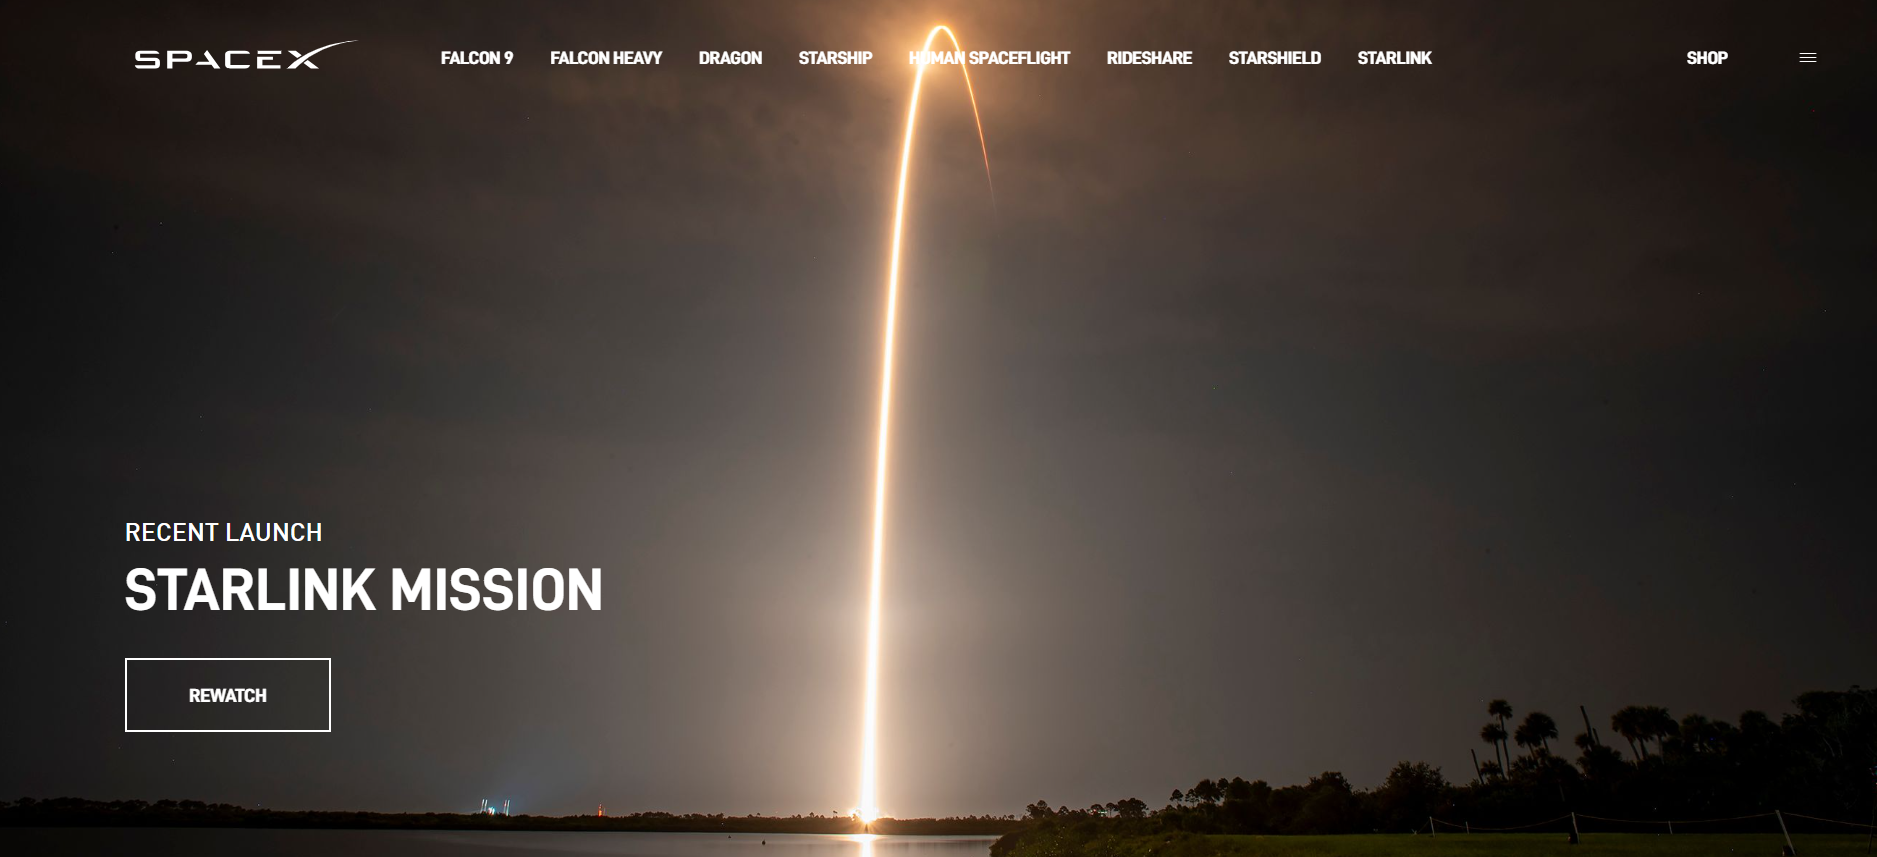 SPACEX FALCON 9 FALCON HEAVY DRAGON STARSHIP HUMAN SPACEFLIGHT RIDESHARE STARSHIELD STARLINK SHOP
RECENT LAUNCH
STARLINK MISSION
REWATCH